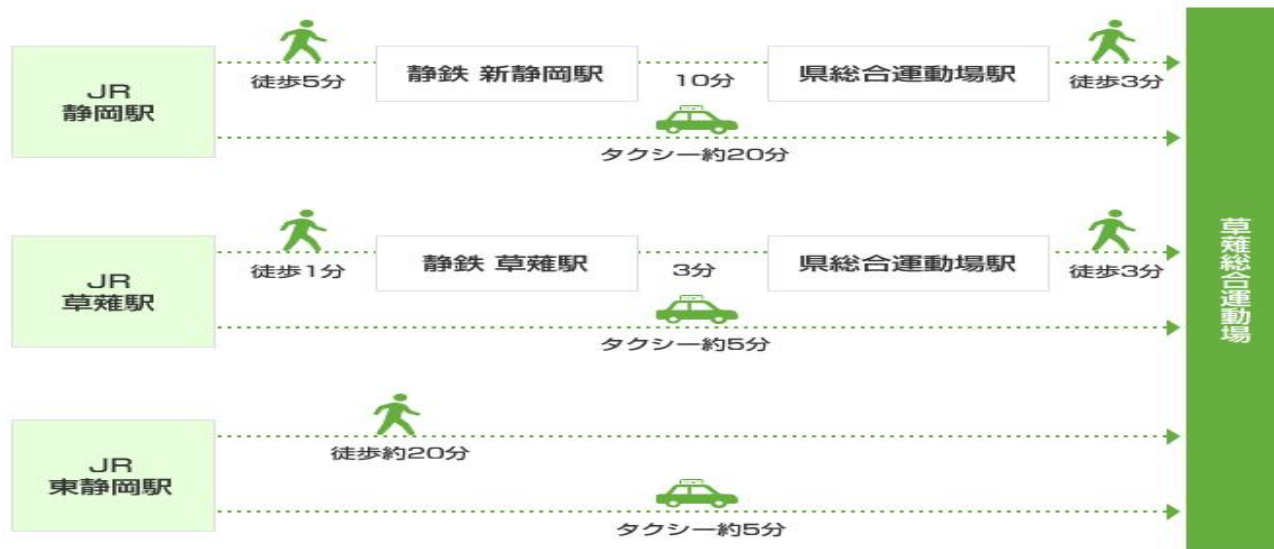 JR
静岡駅
徒歩5分
静鉄 新静岡駅
10分
県総合運動場駅
徒歩3分
タクシー約20分
JR
草薙駅
徒歩1分
静鉄 草薙駅
3分
県総合運動場駅
徒歩3分
タクシー約5分
JR
東静岡駅
徒歩約20分
タクシー約5分
草薙総合運動場